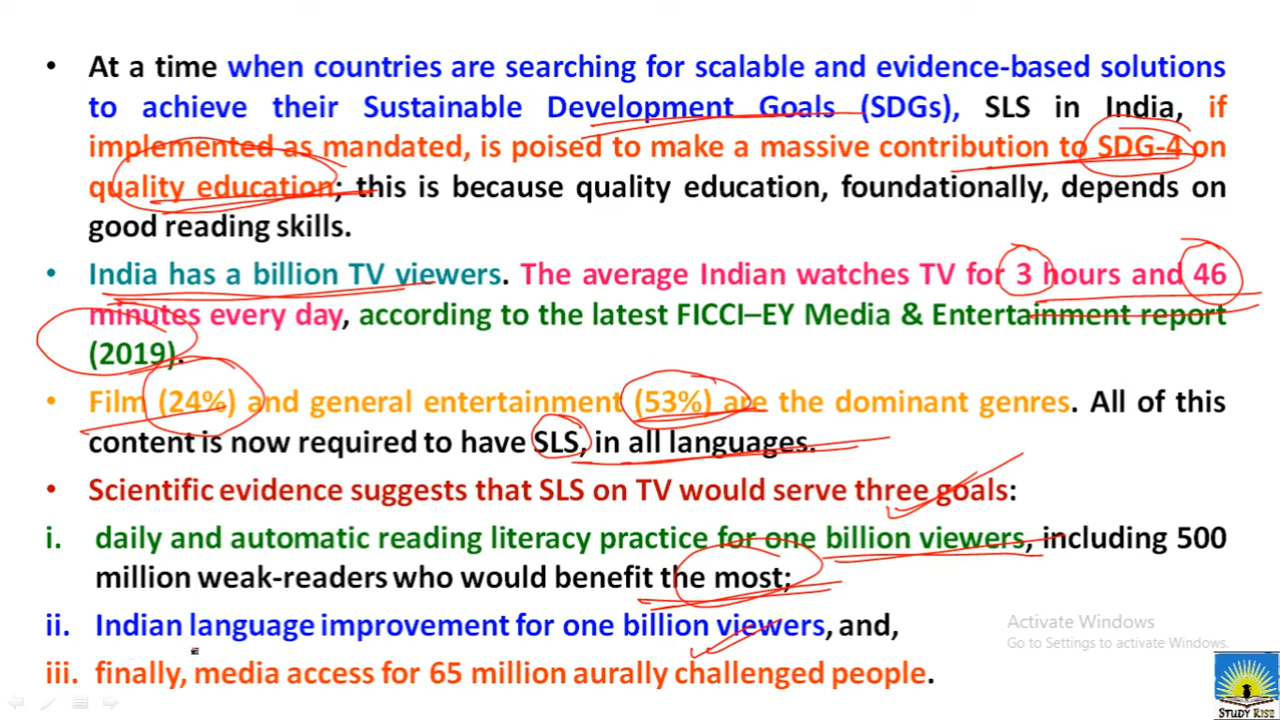 • At a time when countries are searching for scalable and evidence-based solutions
to achieve their Sustainable Development Goals (SDGs), SLS in India, if
implemented as mandated, is poised to make a massive contribution to SDG-4 on
quality education; this is because quality education, foundationally, depends on
good reading skills.
• India has a billion TV viewers. The average Indian watches TV for 3 hours and 46
minutes every day, according to the latest FICCI–EY Media & Entertainment report
(2019).
• Film (24%) and general entertainment (53%) are the dominant genres. All of this
content is now required to have SLS, in all languages.
• Scientific evidence suggests that SLS on TV would serve three goals:
i. daily and automatic reading literacy practice for one billion viewers, including 500
million weak-readers who would benefit the most;
ii. Indian language improvement for one billion viewers, and,
iii. finally, media access for 65 million aurally challenged people.
Activate Windows
Go to Settings to activate Windows.
STUDY RISE